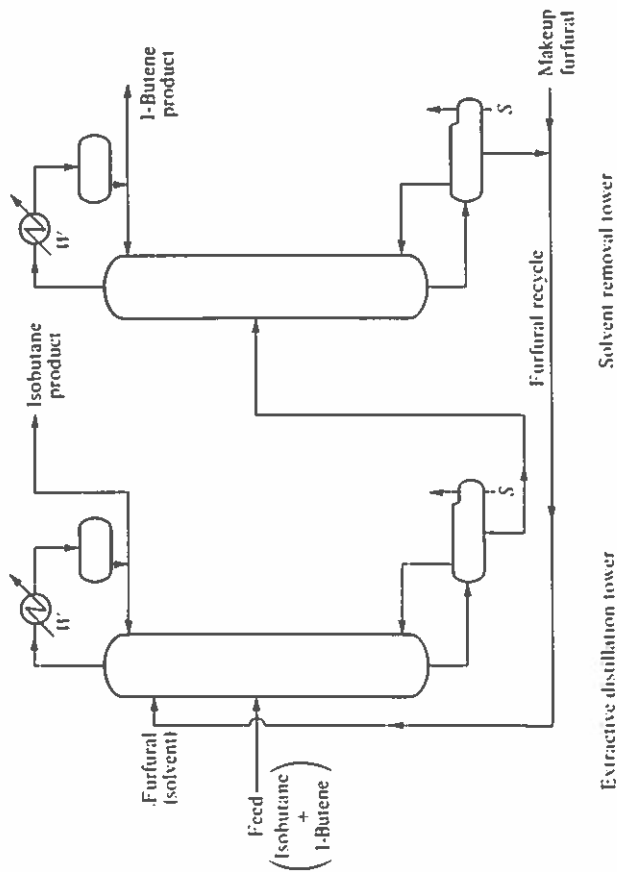 Isobutane
product
1-Butene
product
W
W
Furfural
(solvent)
Feed
Isobutane
+
1-Butene
S
S
Furfural recycle
Makeup
furfural
Extractive distillation tower
Solvent removal tower